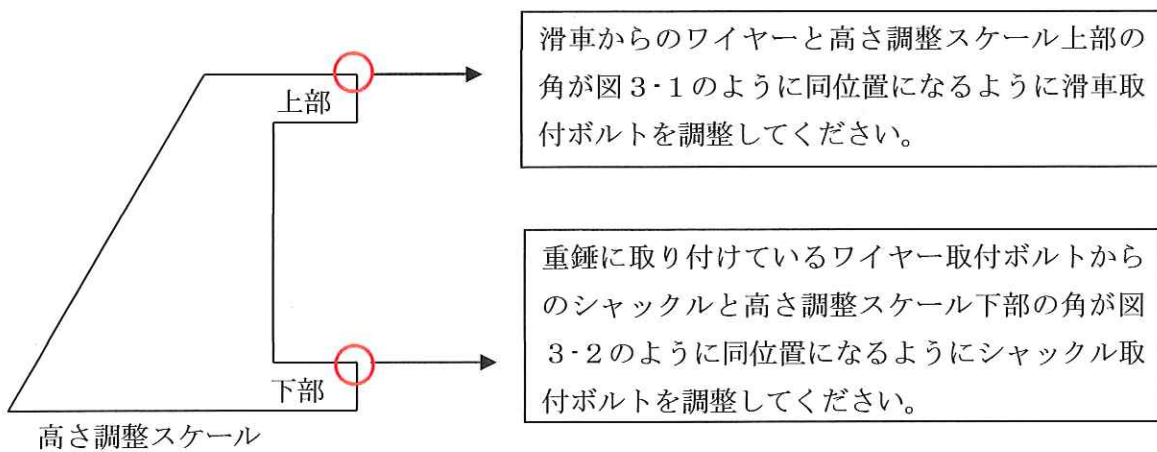 滑車からのワイヤーと高さ調整スケール上部の
角が図3-1のように同位置になるように滑車取
付ボルトを調整してください。
上部
重錘に取り付けているワイヤー取付ボルトから
のシャックルと高さ調整スケール下部の角が図
3-2のように同位置になるようにシャックル取
付ボルトを調整してください。
下部
高さ調整スケール